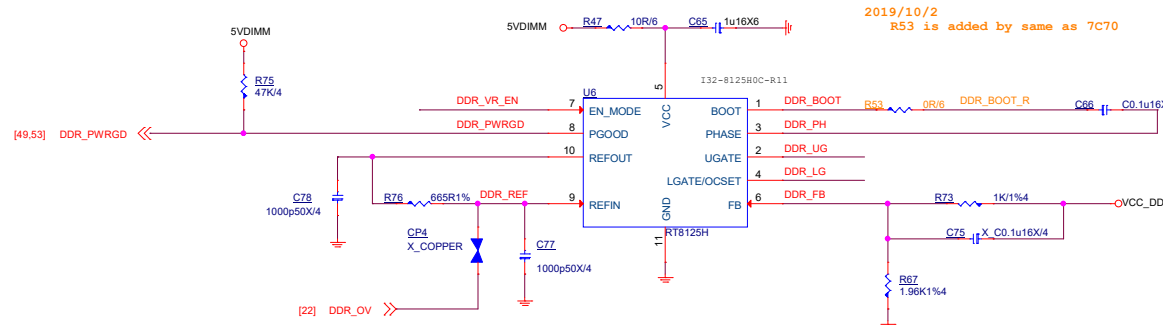 2019/10/2
R53 is added by same as 7C70
5VDIMM
R75
47K/4
5VDIMM
R47
10R/6
C65
1u16X6
I32-8125H0C-R11
U6
5
VCC
DDR_VR_EN
7
EN_MODE
BOOT
1
DDR_BOOT
R53
0R/6
DDR_BOOT_R
C66
[49,53]
DDR_PWRGD
DDR_PWRGD
8
PGOOD
PHASE
3
DDR_PH
10
REFOUT
UGATE
2
DDR_UG
LGATE/OCSET
4
DDR_LG
C78
1000p50X/4
R76
665R1%
DDR_REF
9
REFIN
GND
11
FB
6
DDR_FB
RT8125H
R73
1K/1%4
CP4
X_COPPER
C77
1000p50X/4
C75
X_C0.1u16X/4
R67
1.96K1%4
[22]
DDR_OV